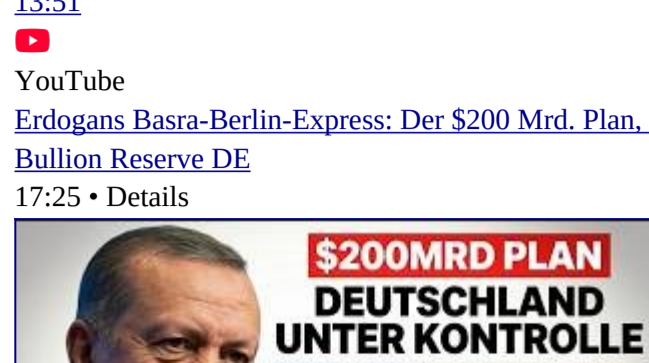 13:51
YouTube
Erdogans Basra-Berlin-Express: Der $200 Mrd. Plan,
Bullion Reserve DE
17:25 • Details
$200MRD PLAN
DEUTSCHLAND
UNTER KONTROLLE